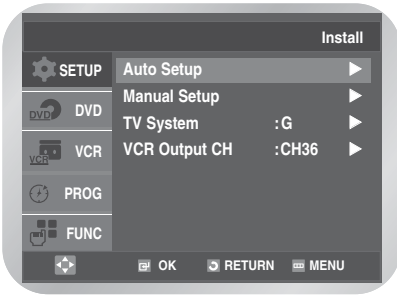 Install
SETUP
Auto Setup
Manual Setup
DVD DVD
TV System :G
VCR VCR
VCR Output CH :CH36
PROG
FUNC
OK RETURN MENU